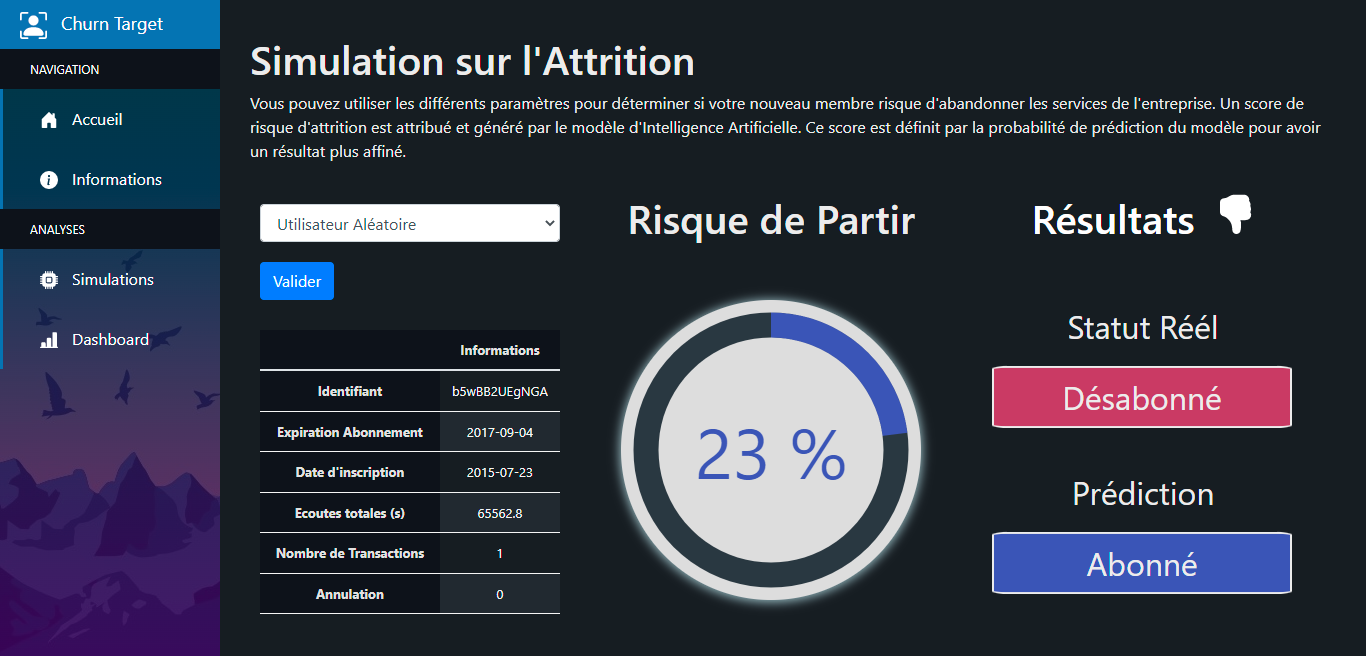 Churn Target
NAVIGATION
Accueil
Informations
ANALYSES
Simulations
Dashboard
Simulation sur l'Attrition
Vous pouvez utiliser les différents paramètres pour déterminer si votre nouveau membre risque d'abandonner les services de l'entreprise. Un score de
risque d'attrition est attribué et généré par le modèle d'Intelligence Artificielle. Ce score est définit par la probabilité de prédiction du modèle pour avoir
un résultat plus affiné.
Utilisateur Aléatoire
Valider
Informations
Identifiant b5wBB2UEgNGA
Expiration Abonnement 2017-09-04
Date d'inscription 2015-07-23
Ecoutes totales (s) 65562.8
Nombre de Transactions 1
Annulation 0
Risque de Partir
23 %
Résultats
Statut Réél
Désabonné
Prédiction
Abonné